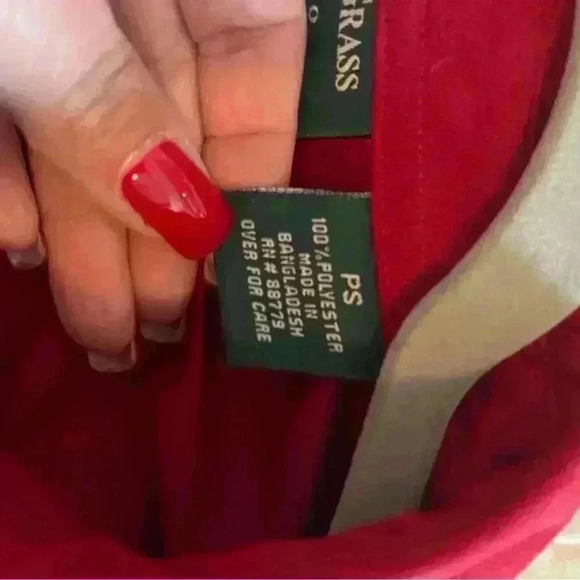 GRASS
PS
100%POLYESTER
MADE IN
BANGLADESH
RN# 88779
OVER FOR CARE